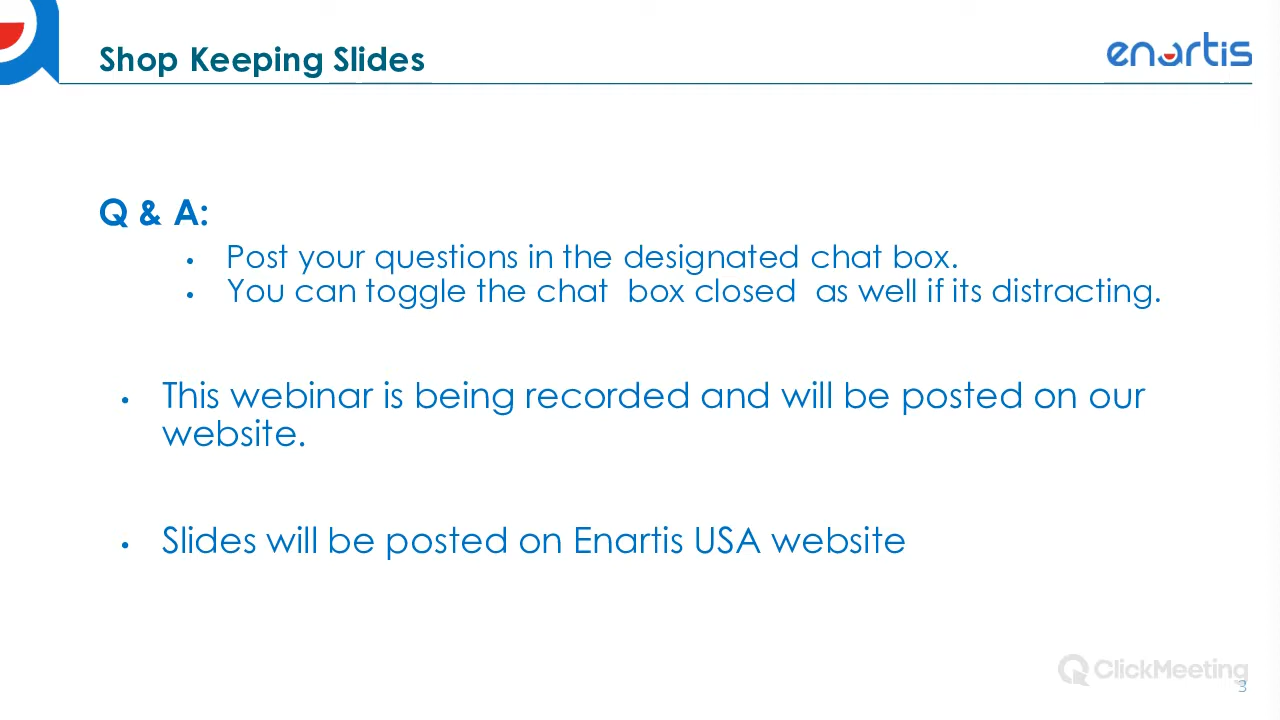 Shop Keeping Slides
enartis
Q & A:
• Post your questions in the designated chat box.
• You can toggle the chat  box closed  as well if its distracting.
• This webinar is being recorded and will be posted on our
website.
• Slides will be posted on Enartis USA website
ClickMeeting
3